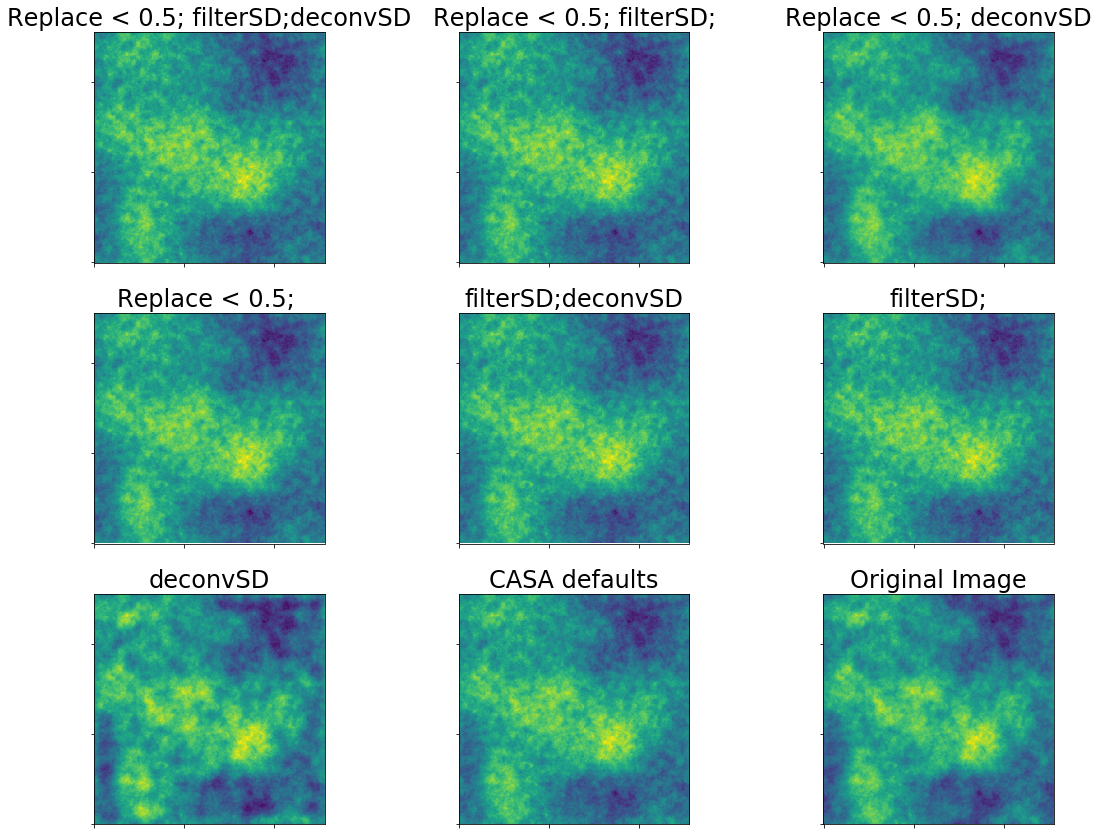 Replace < 0.5; filterSD;deconvSD
Replace < 0.5; filterSD;
Replace < 0.5; deconvSD
Replace < 0.5;
filterSD;deconvSD
filterSD;
deconvSD
CASA defaults
Original Image